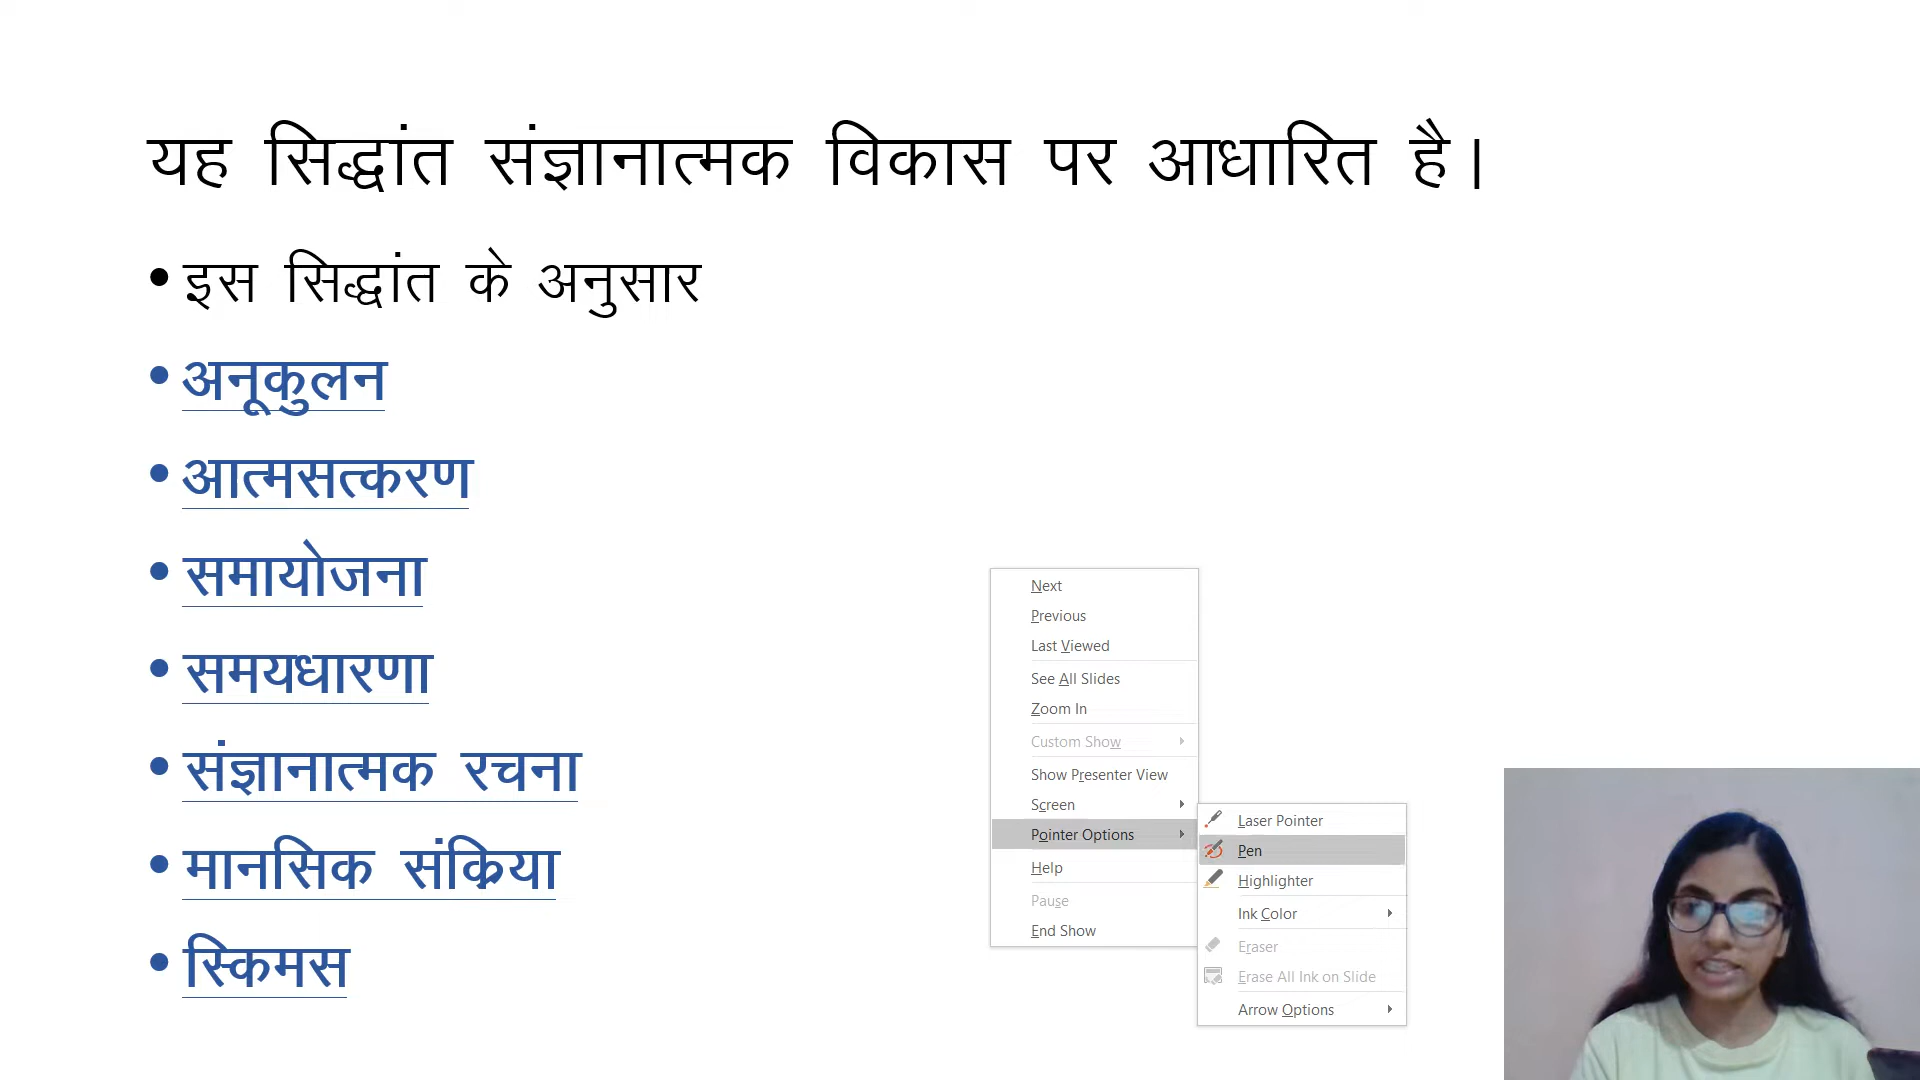 यह सिद्धांत संज्ञानात्मक विकास पर आधारित है।
• इस सिद्धांत के अनुसार
• अनूकुलन
• आत्मसत्करण
• समायोजना
• समयधारणा
• संज्ञानात्मक रचना
• मानसिक संक्रिया
• स्किमस
Next
Previous
Last Viewed
See All Slides
Zoom In
Custom Show
Show Presenter View
Screen
Pointer Options
Help
Pause
End Show
Laser Pointer
Pen
Highlighter
Ink Color
Eraser
Erase All Ink on Slide
Arrow Options